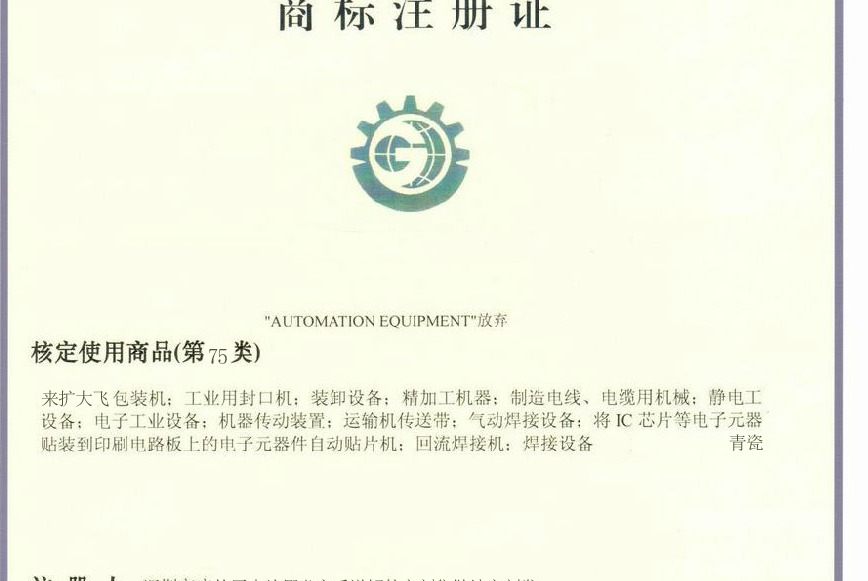 商标注册证
"AUTOMATION EQUIPMENT"放弃
核定使用商品(第75类)
来扩大飞包装机；工业用封口机；装卸设备；精加工机器；制造电线、电缆用机械；静电工
设备；电子工业设备；机器传动装置；运输机传送带；气动焊接设备；将 IC 芯片等电子元器
贴装到印刷电路板上的电子元器件自动贴片机；回流焊接机；焊接设备 青瓷